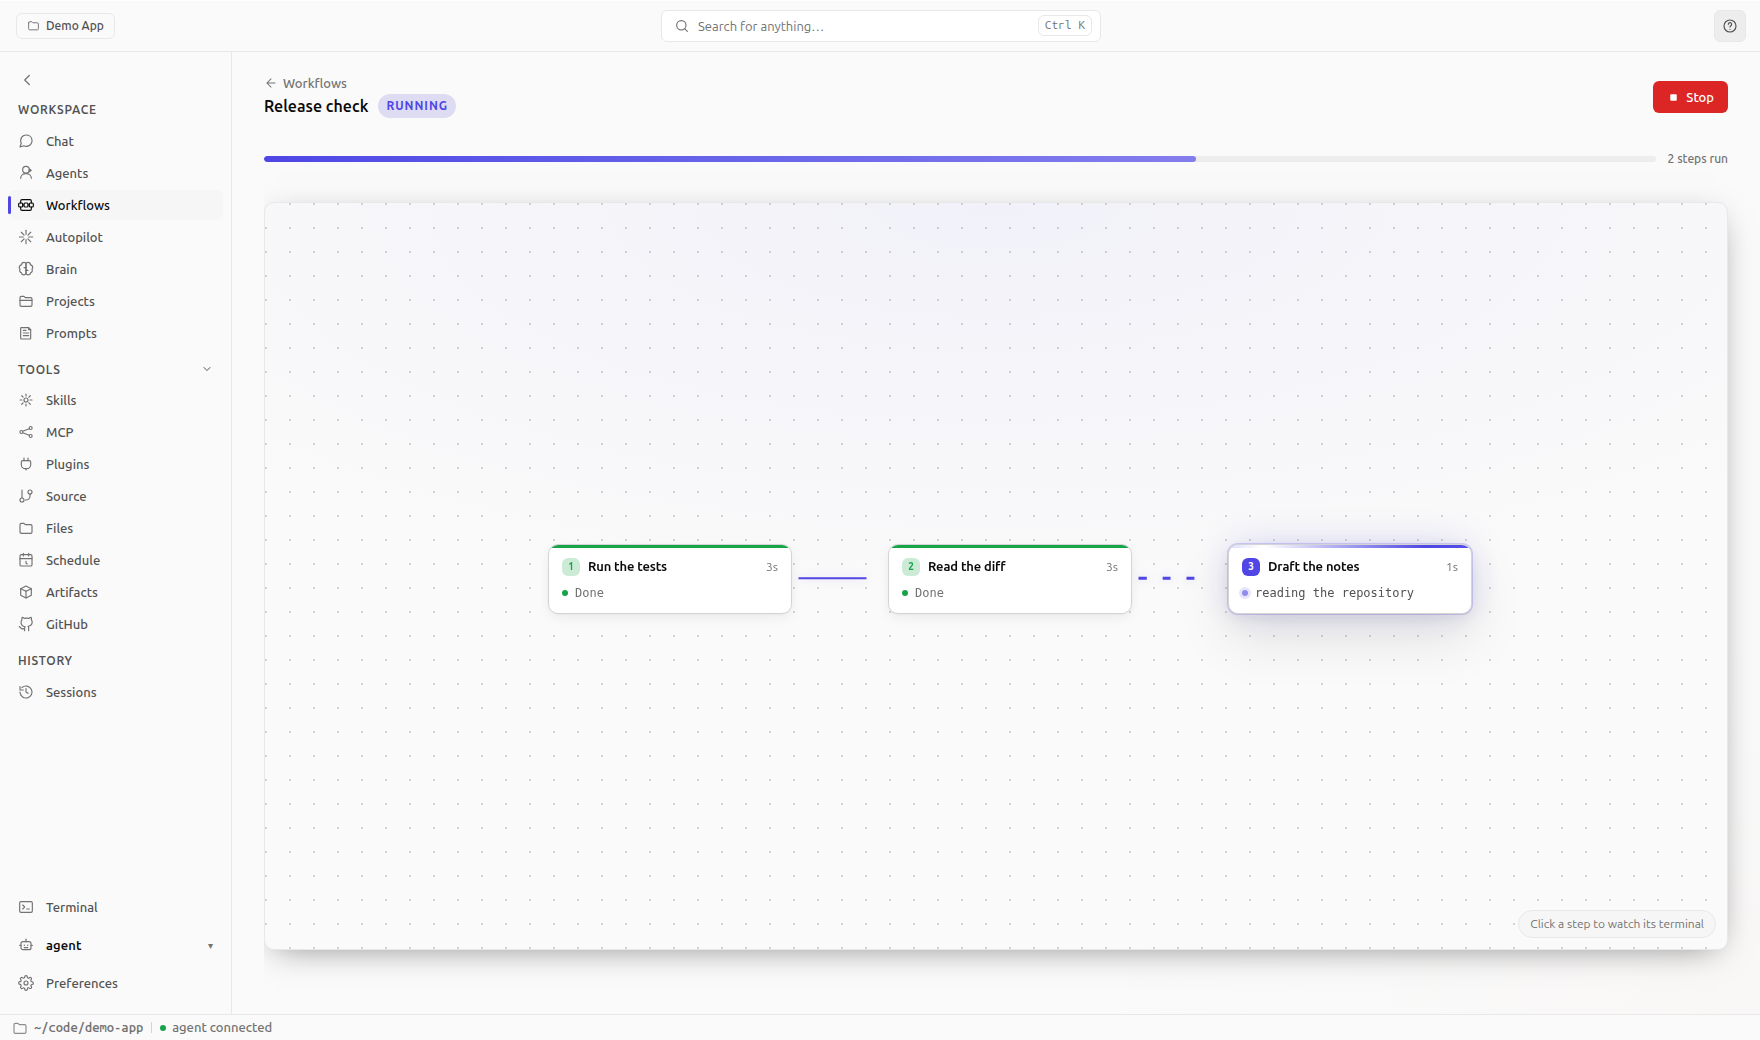 Demo App
Search for anything...
Ctrl K
WORKSPACE
Chat
Agents
Workflows
Autopilot
Brain
Projects
Prompts
TOOLS
Skills
MCP
Plugins
Source
Files
Schedule
Artifacts
GitHub
HISTORY
Sessions
Terminal
agent
Preferences
← Workflows
Release check RUNNING
Stop
2 steps run
1 Run the tests 3s
Done
2 Read the diff 3s
Done
3 Draft the notes 1s
reading the repository
Click a step to watch its terminal
~/code/demo-app
agent connected